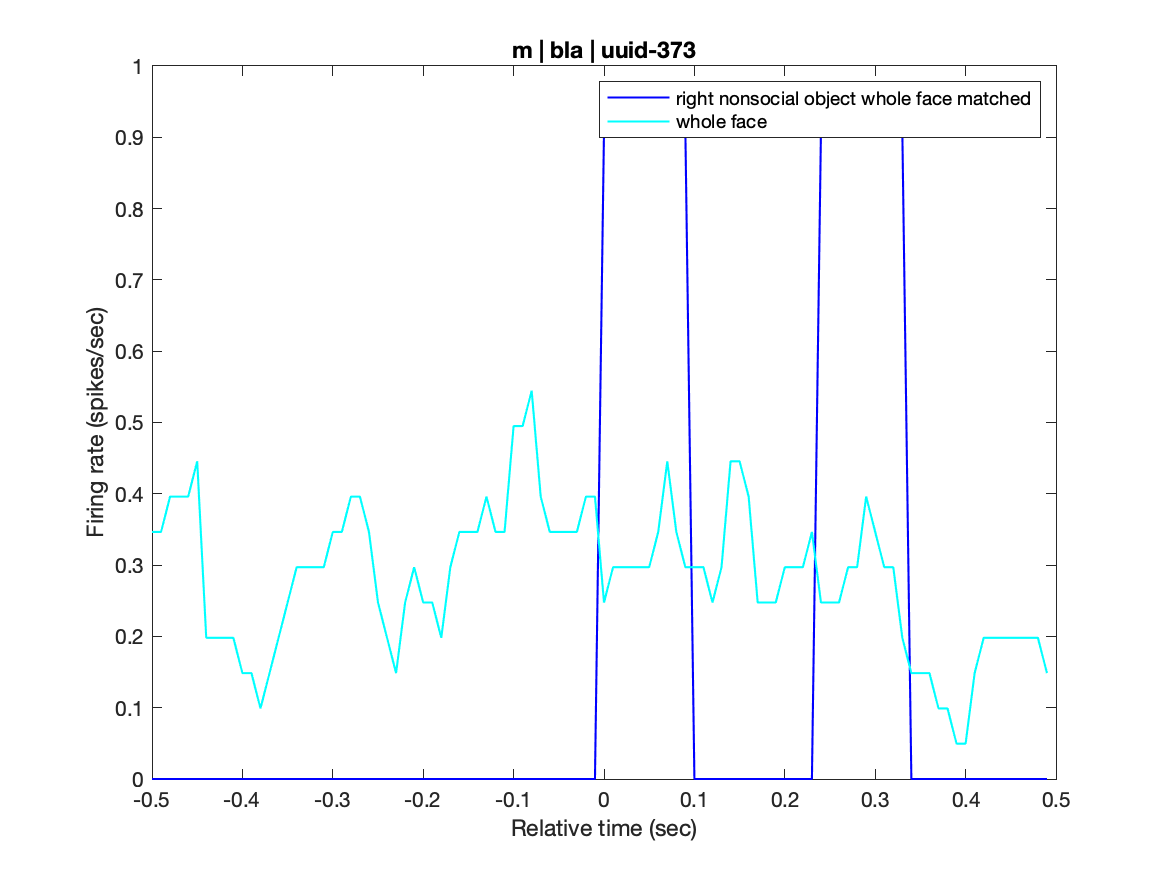 m | bla | uuid-373
right nonsocial object whole face matched
whole face
Firing rate (spikes/sec)
1
0.9
0.8
0.7
0.6
0.5
0.4
0.3
0.2
0.1
0
-0.5 -0.4 -0.3 -0.2 -0.1 0 0.1 0.2 0.3 0.4 0.5
Relative time (sec)